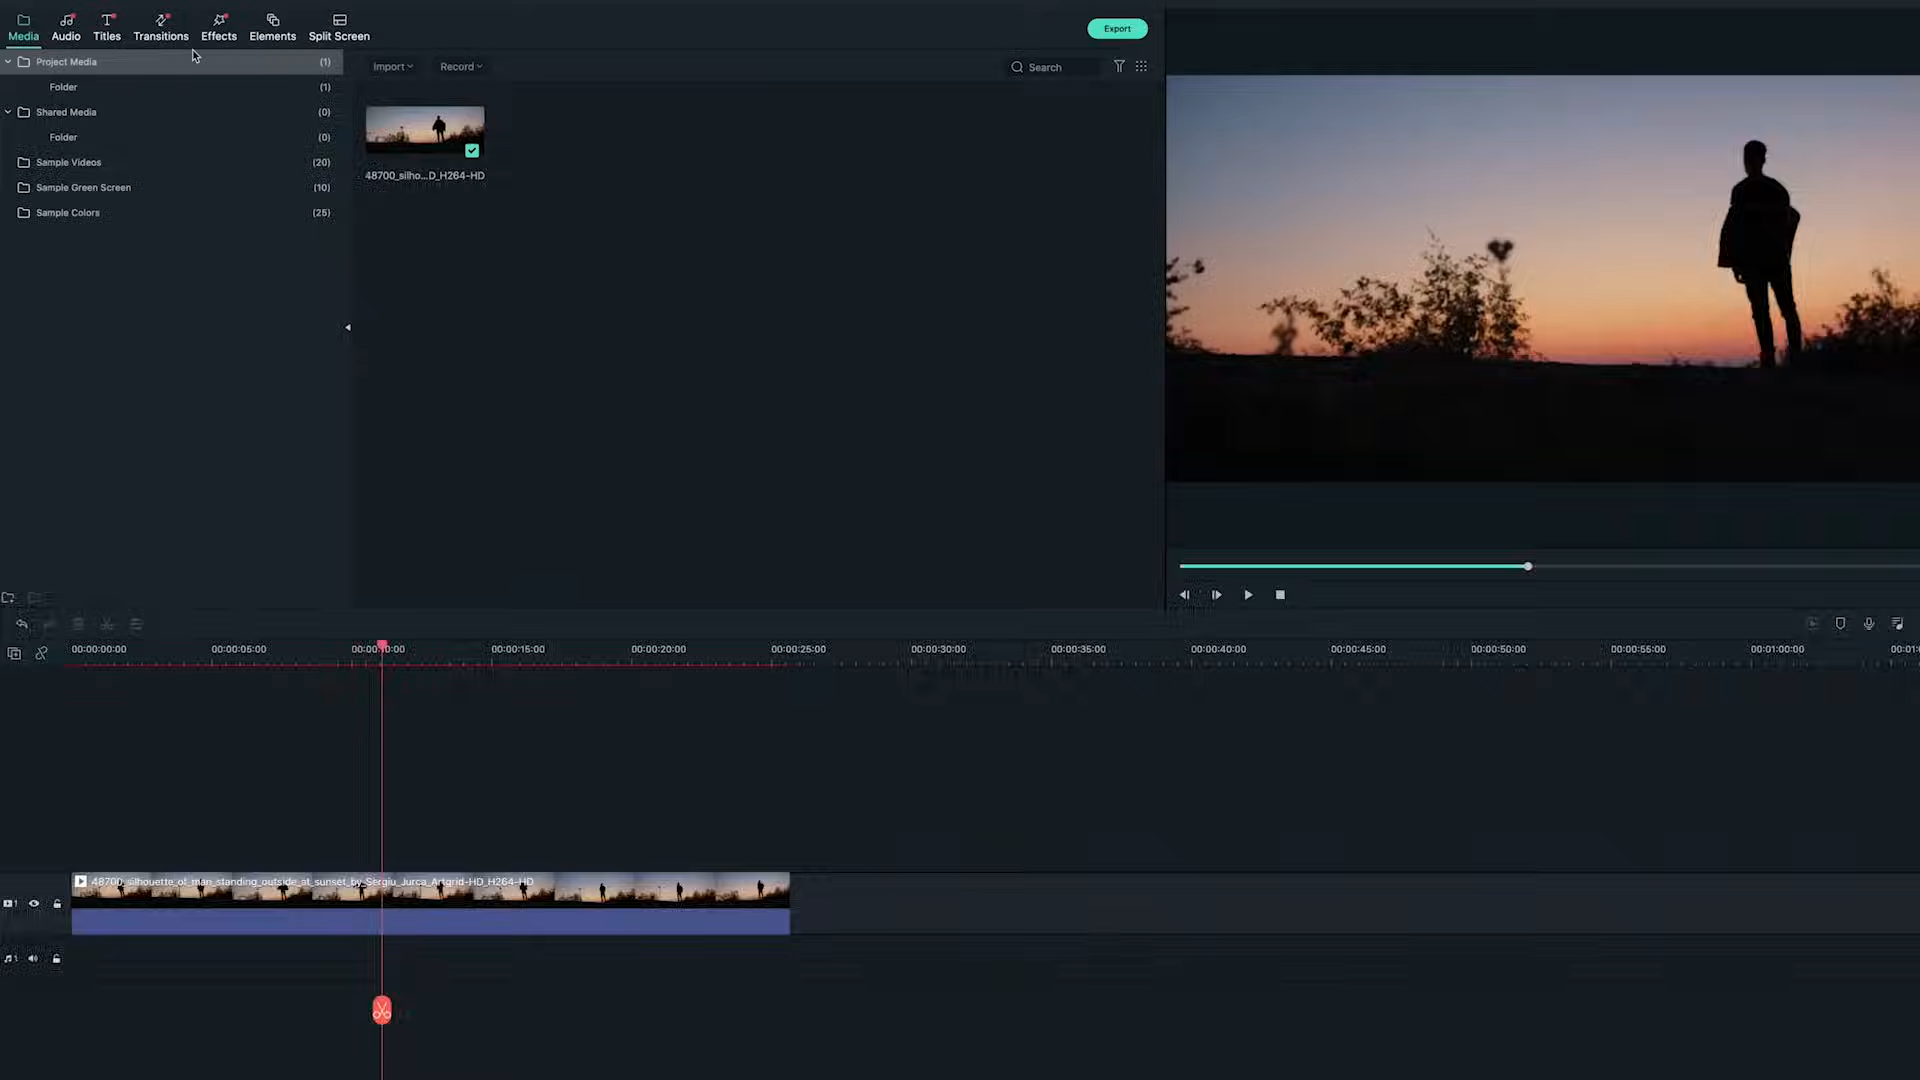 Media Audio Titles Transitions Effects Elements Split Screen
Export
Project Media (1)
Import Record Search
Folder (1)
Shared Media (0)
Folder (0)
Sample Videos (20)
48700_silho...D_H264-HD
Sample Green Screen (10)
Sample Colors (25)
00:00:00:00 00:00:05:00 00:00:10:00 00:00:15:00 00:00:20:00 00:00:25:00 00:00:30:00 00:00:35:00 00:00:40:00 00:00:45:00 00:00:50:00 00:00:55:00 00:01:00:00 00:01:
48700_silhouette_of_man_standing_outside_at_sunset_by_Sergiu_Jurca_Artgrid-HD_H264-HD
1
1